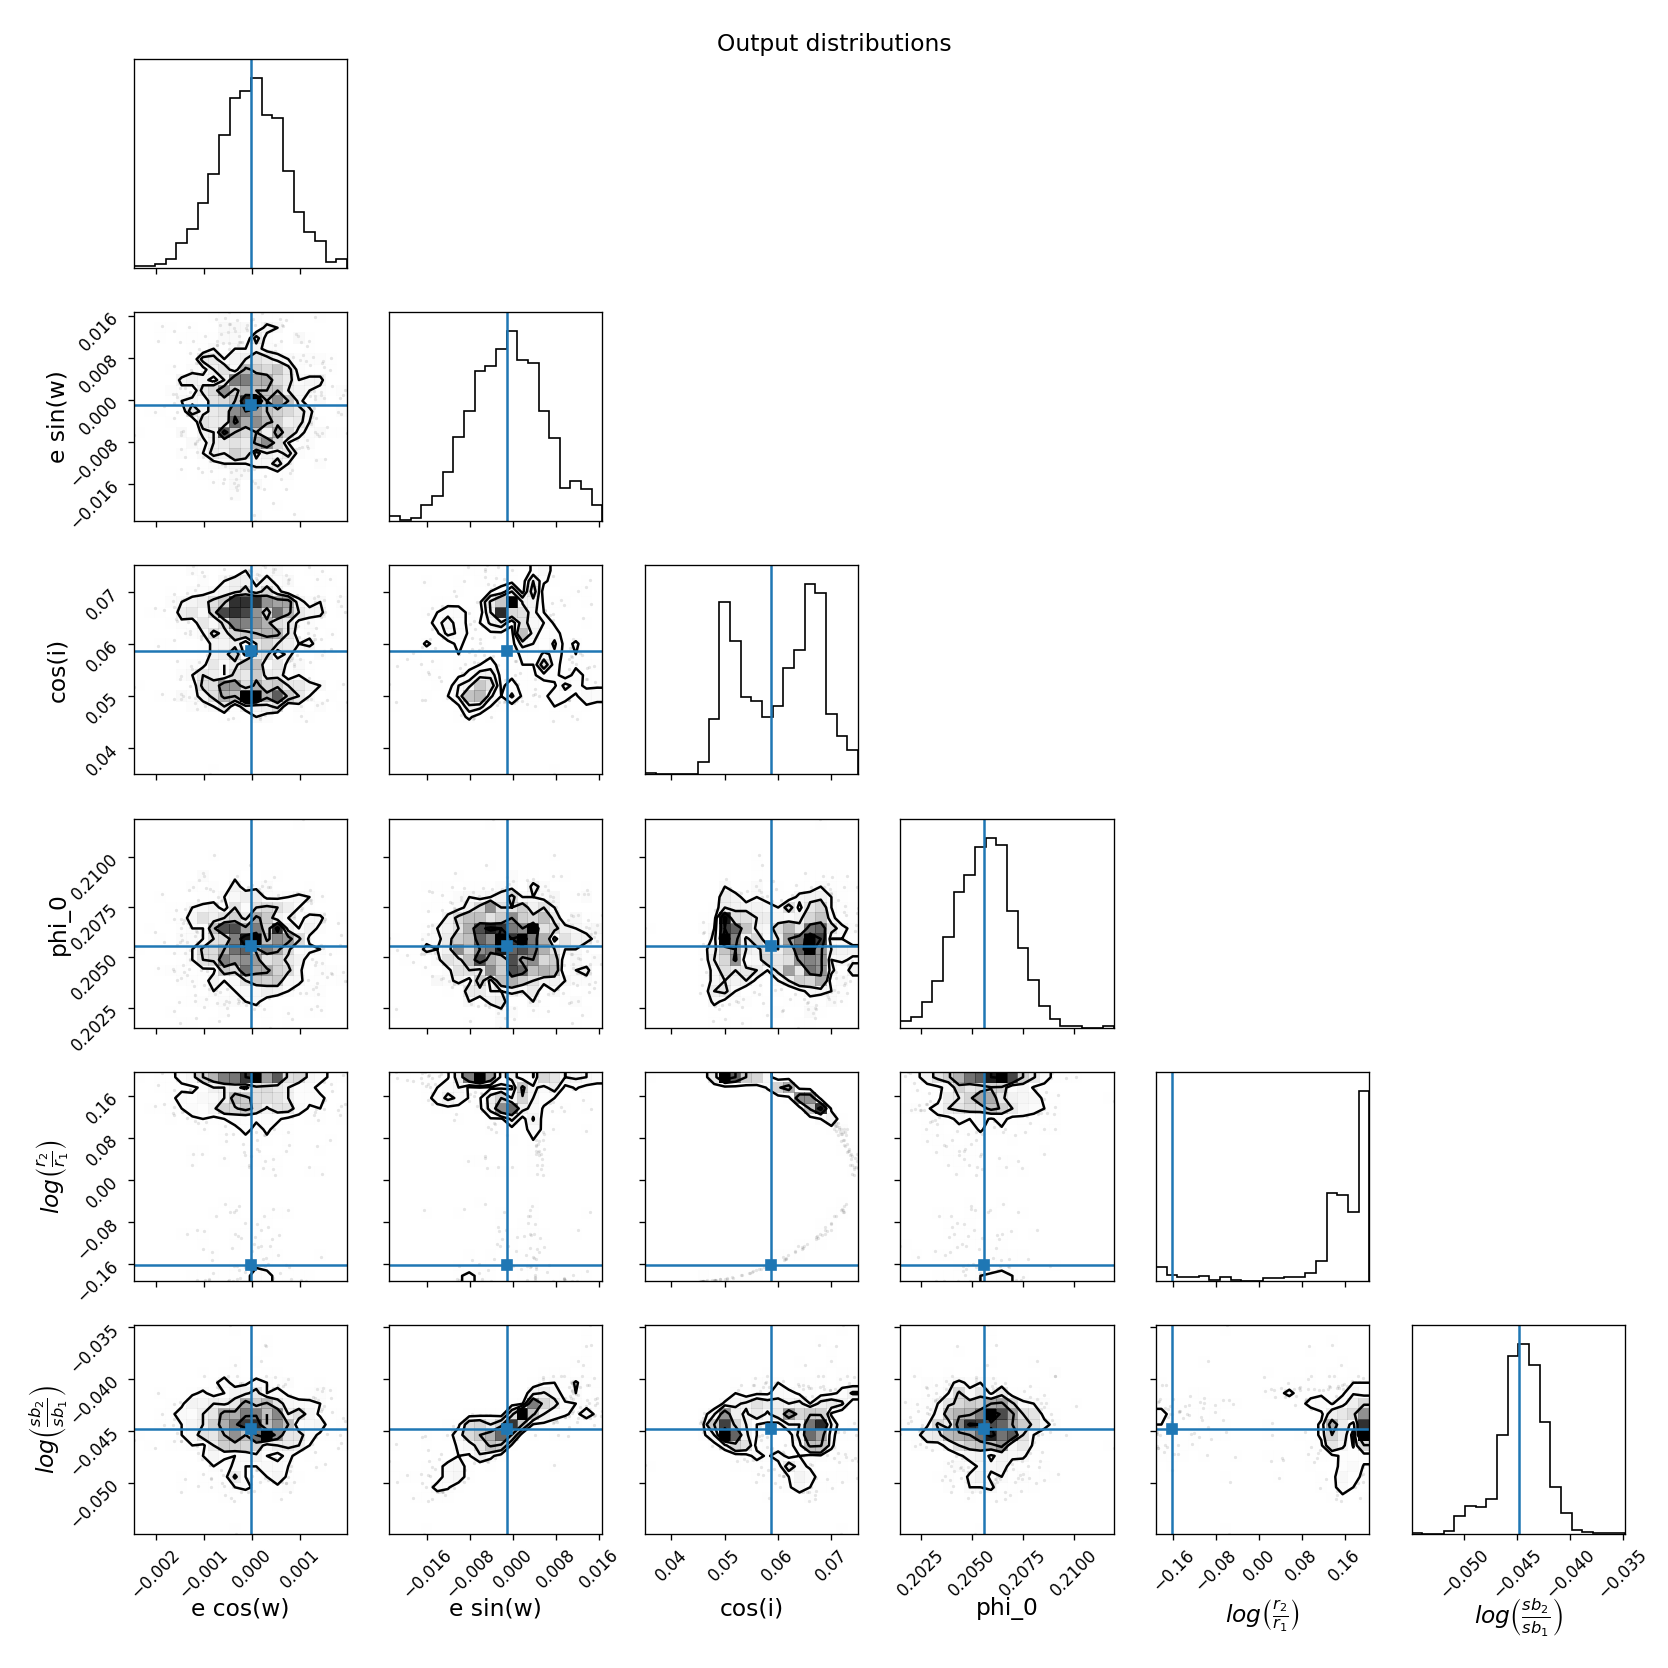 Output distributions
e sin(w)
0.016
0.008
0.000
−0.008
−0.016
cos(i)
0.07
0.06
0.05
0.04
phi_0
0.2100
0.2075
0.2050
0.2025
log(r2/r1)
0.16
0.08
0.00
−0.08
−0.16
log(sb2/sb1)
−0.035
−0.040
−0.045
−0.050
−0.002 −0.001 0.000 0.001
−0.016 −0.008 0.000 0.008 0.016
0.04 0.05 0.06 0.07
0.2025 0.2050 0.2075 0.2100
−0.16 −0.08 0.00 0.08 0.16
−0.050 −0.045 −0.040 −0.035
e cos(w) e sin(w) cos(i) phi_0 log(r2/r1) log(sb2/sb1)